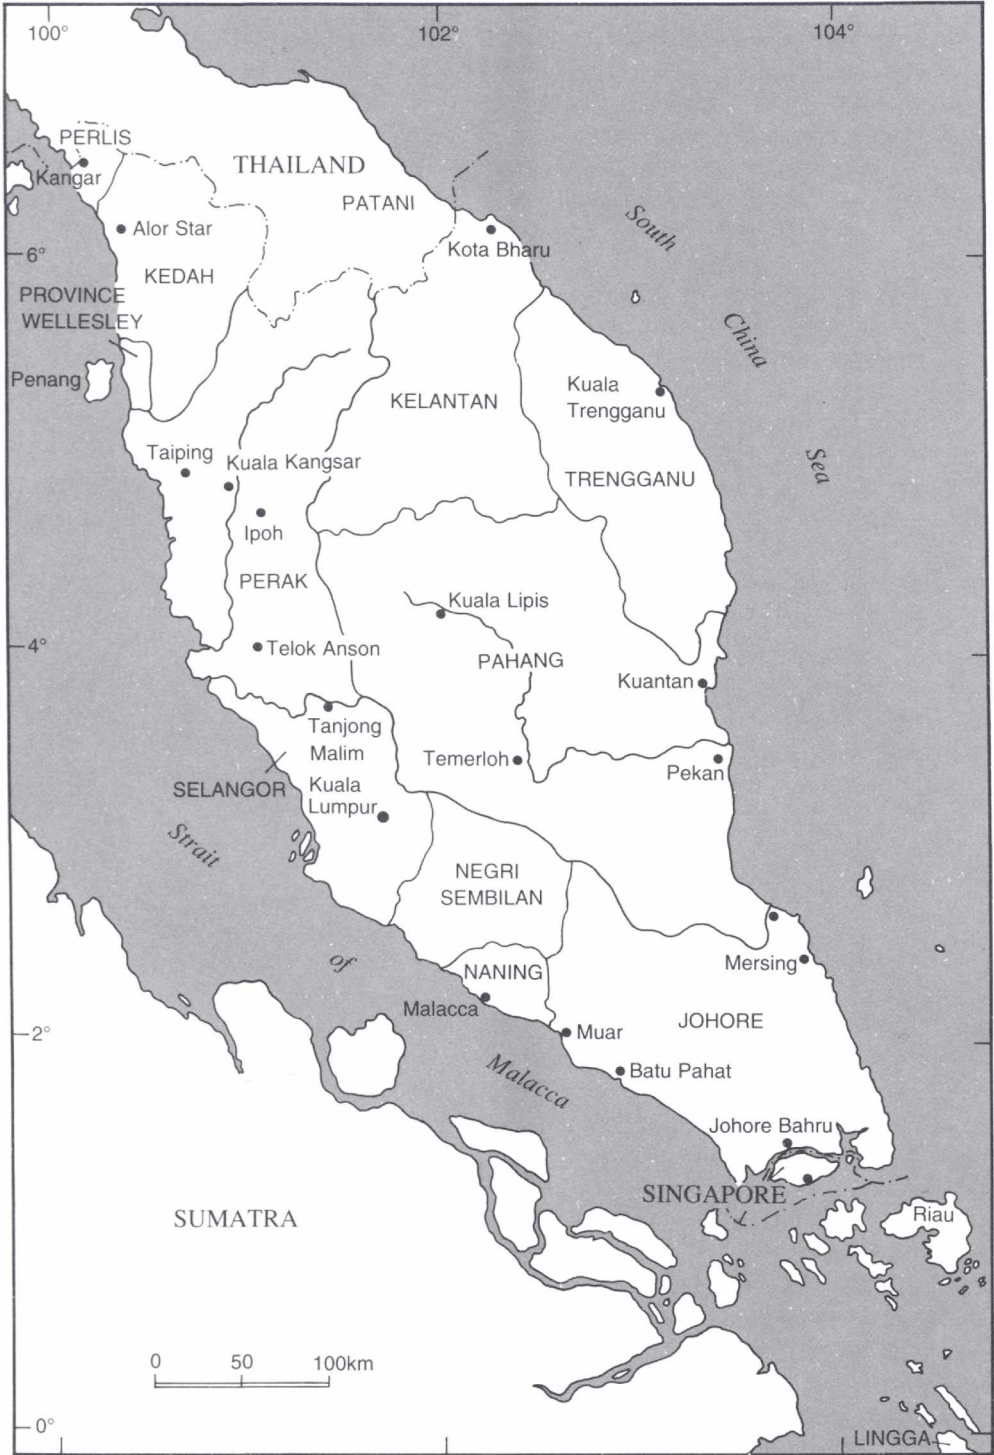 100°
102°
104°
PERLIS
THAILAND
Kangar
PATANI
South
Alor Star
Kota Bharu
6°
KEDAH
PROVINCE
WELLESLEY
China
Penang
Kuala
Trengganu
KELANTAN
Taiping
Kuala Kangsar
Sea
TRENGGANU
Ipoh
PERAK
Kuala Lipis
4°
Telok Anson
PAHANG
Kuantan
Tanjong
Malim
Temerloh
Pekan
SELANGOR
Kuala
Lumpur
Strait
NEGRI
SEMBILAN
of
Mersing
NANING
Malacca
JOHORE
2°
Muar
Malacca
Batu Pahat
Johore Bahru
SINGAPORE
SUMATRA
Riau
0
50
100km
0°
LINGGA